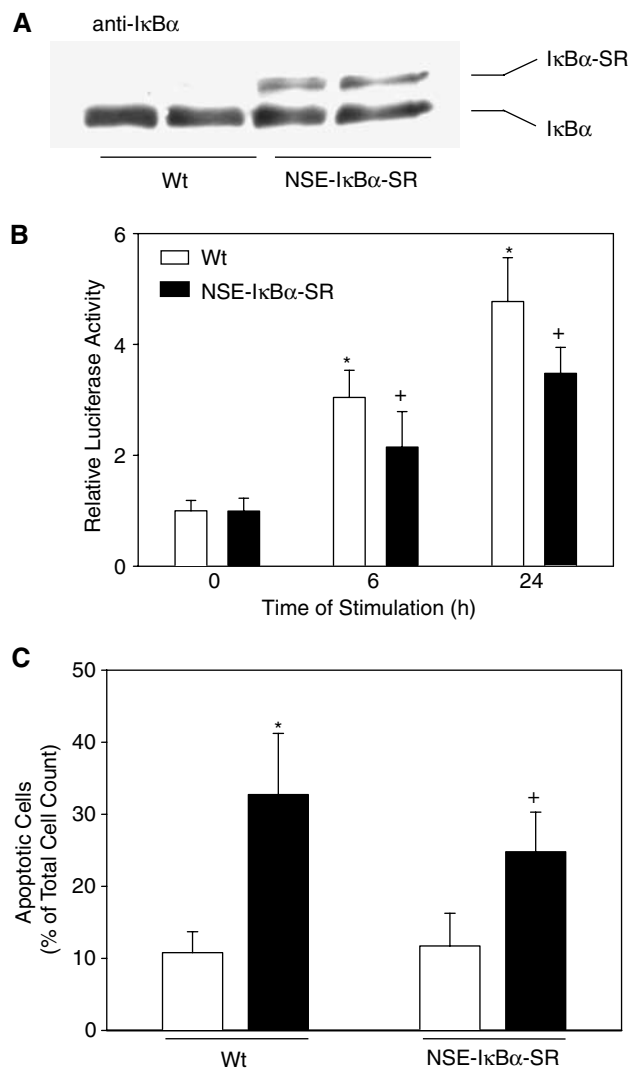 A
anti-IκBα
IκBα-SR
IκBα
Wt
NSE-IκBα-SR
B
6
Wt
*
NSE-IκBα-SR
+
4
*
+
2
0
Relative Luciferase Activity
0
6
24
Time of Stimulation (h)
C
50
*
40
+
30
20
10
0
Apoptotic Cells
(% of Total Cell Count)
Wt
NSE-IκBα-SR